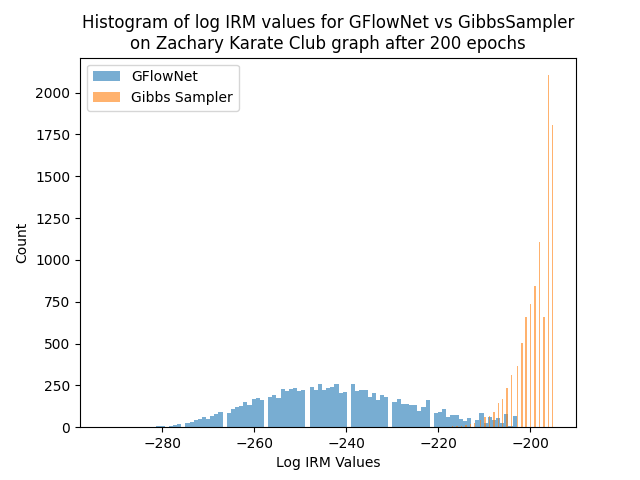 Histogram of log IRM values for GFlowNet vs GibbsSampler
on Zachary Karate Club graph after 200 epochs
GFlowNet
Gibbs Sampler
2000
1750
1500
1250
1000
750
500
250
0
Count
−280
−260
−240
−220
−200
Log IRM Values